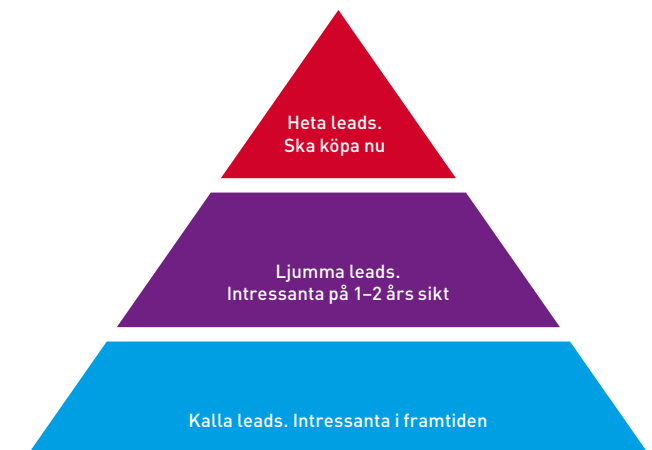 Heta leads.
Ska köpa nu
Ljumma leads.
Intressanta på 1–2 års sikt
Kalla leads. Intressanta i framtiden